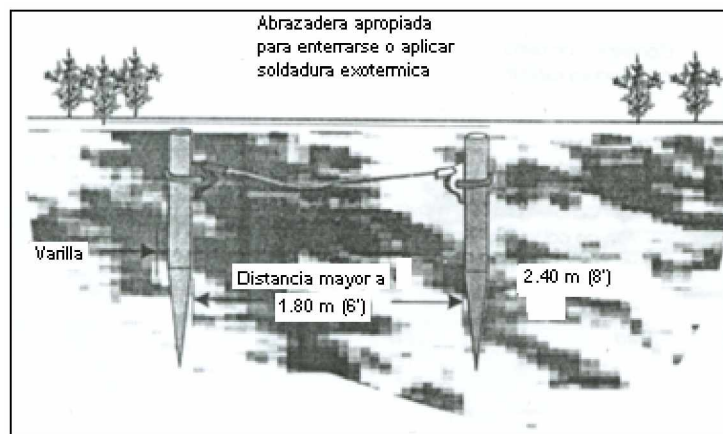 Abrazadera apropiada
para enterrarse o aplicar
soldadura exotermica
Varilla
Distancia mayor a
1.80 m (6')
2.40 m (8')